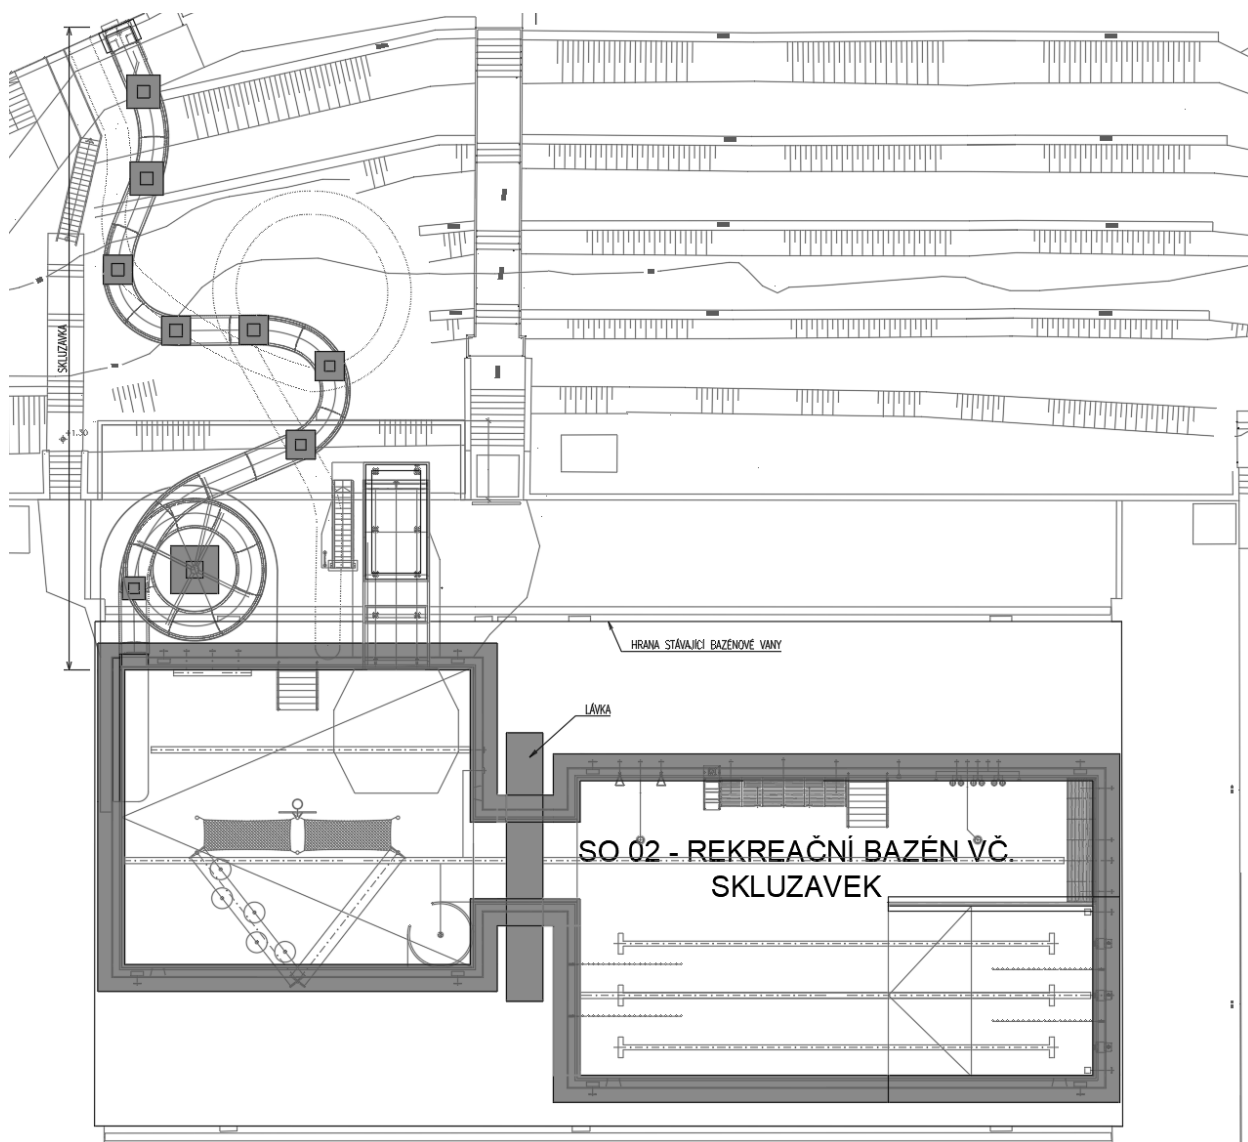 SKLUZAVKA
+1.30
HRANA STÁVAJÍCÍ BAZÉNOVÉ VANY
LÁVKA
SO 02 - REKREAČNÍ BAZÉN VČ.
SKLUZAVEK